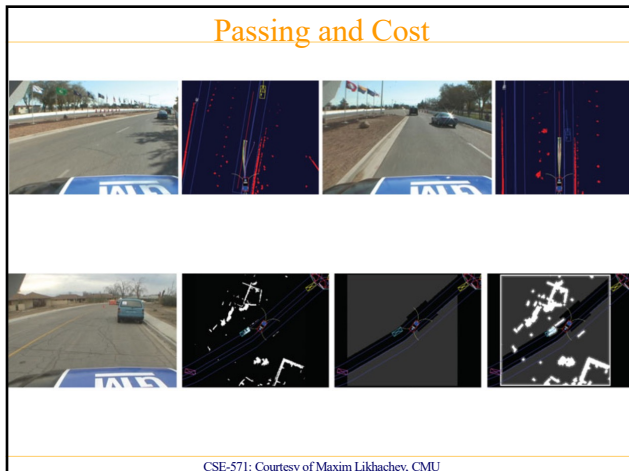 Passing and Cost
CSE-571: Courtesy of Maxim Likhachev, CMU